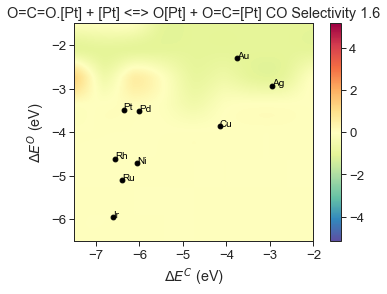 O=C=O.[Pt] + [Pt] <=> O[Pt] + O=C=[Pt] CO Selectivity 1.6
−2
−3
−4
−5
−6
ΔE^O (eV)
Au
Ag
Pt
Pd
Cu
Rh
Ni
Ru
Ir
−7
−6
−5
−4
−3
−2
ΔE^C (eV)
4
2
0
−2
−4